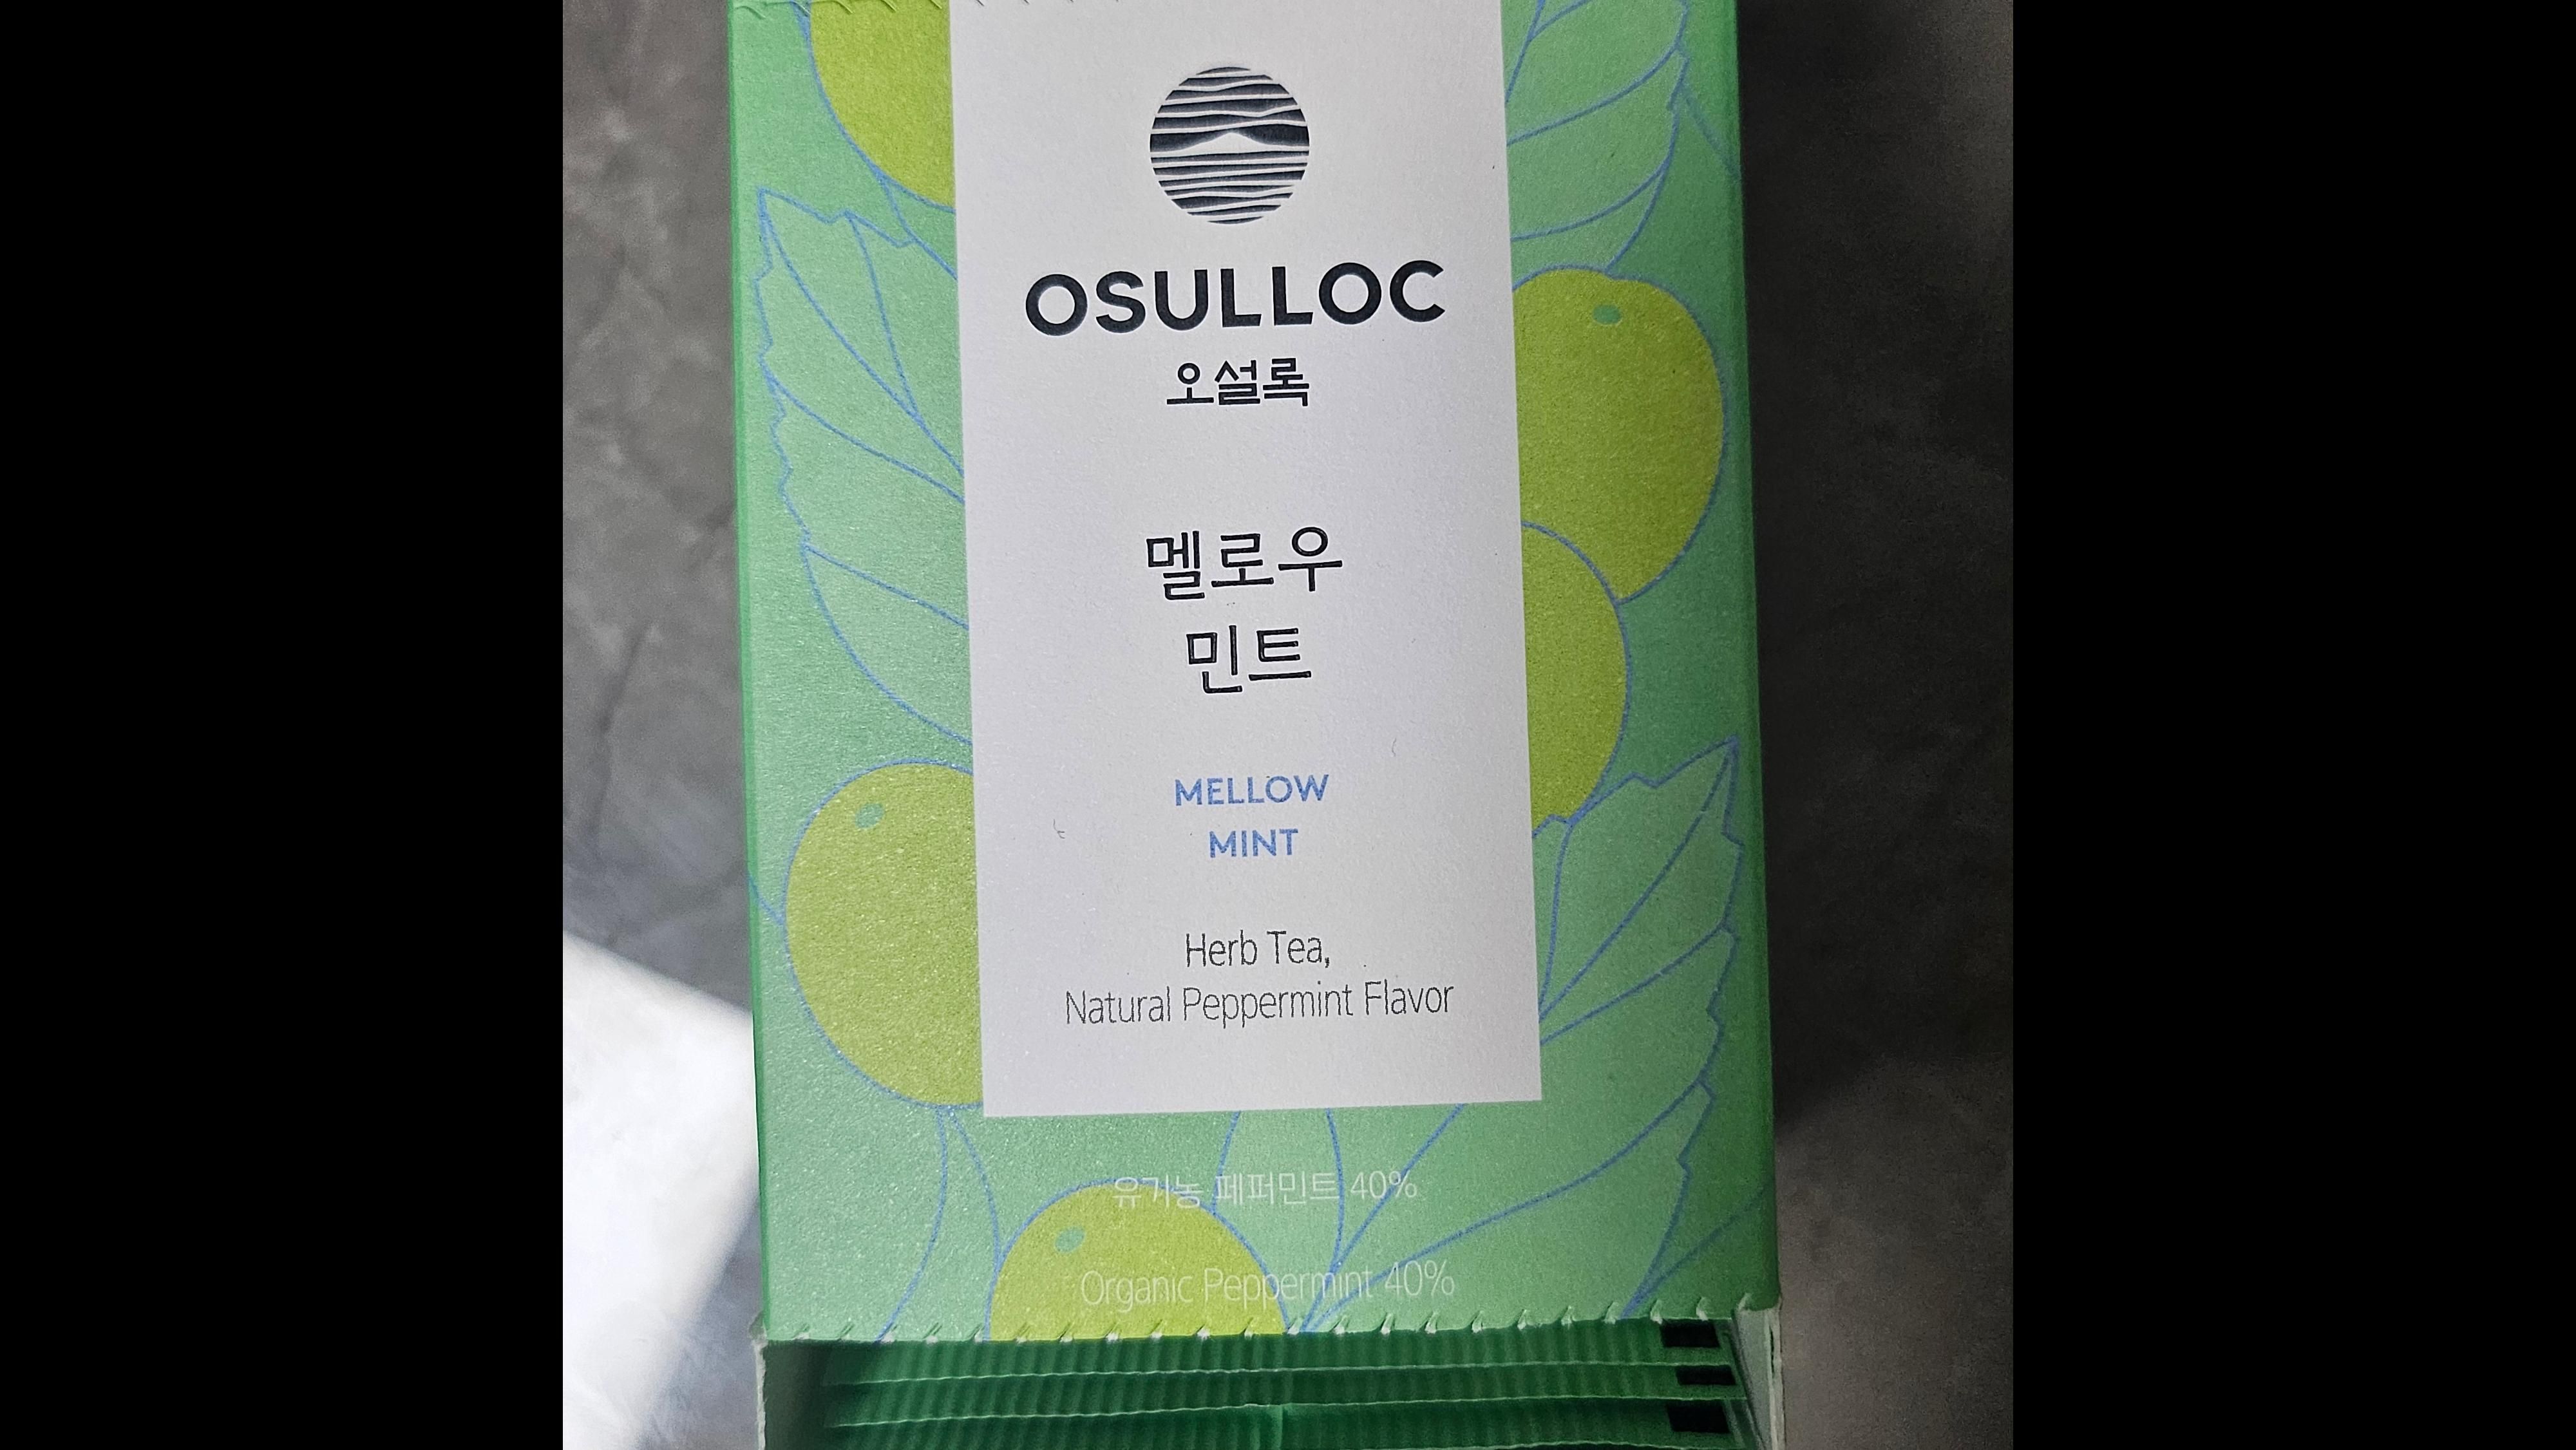 OSULLOC
오설록
멜로우
민트
MELLOW
MINT
Herb Tea,
Natural Peppermint Flavor
유기농 페퍼민트 40%
Organic Peppermint 40%